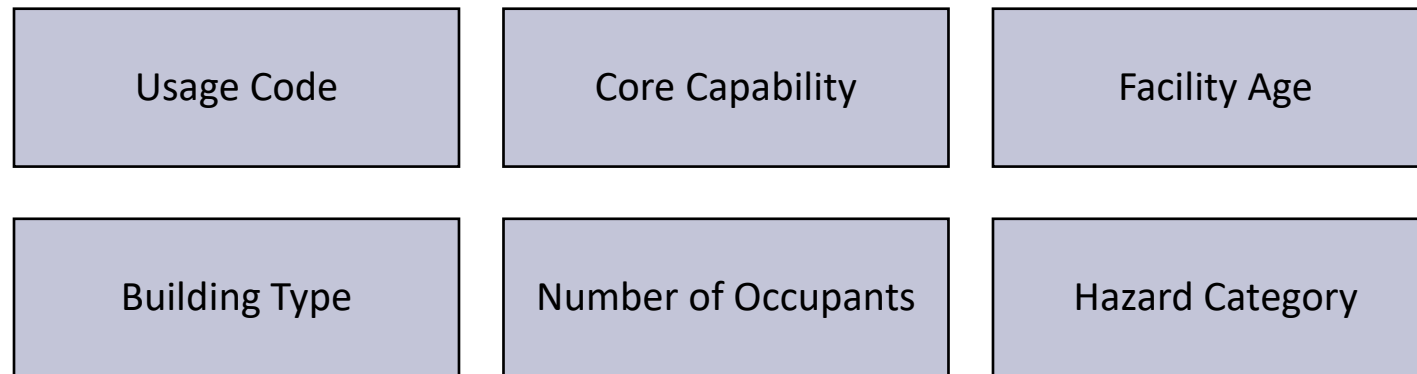 Usage Code
Core Capability
Facility Age
Building Type
Number of Occupants
Hazard Category